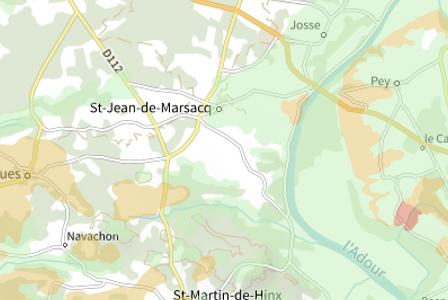 Josse
D112
Pey
St-Jean-de-Marsacq
le Ca
ues
Navachon
l'Adour
St-Martin-de-Hinx